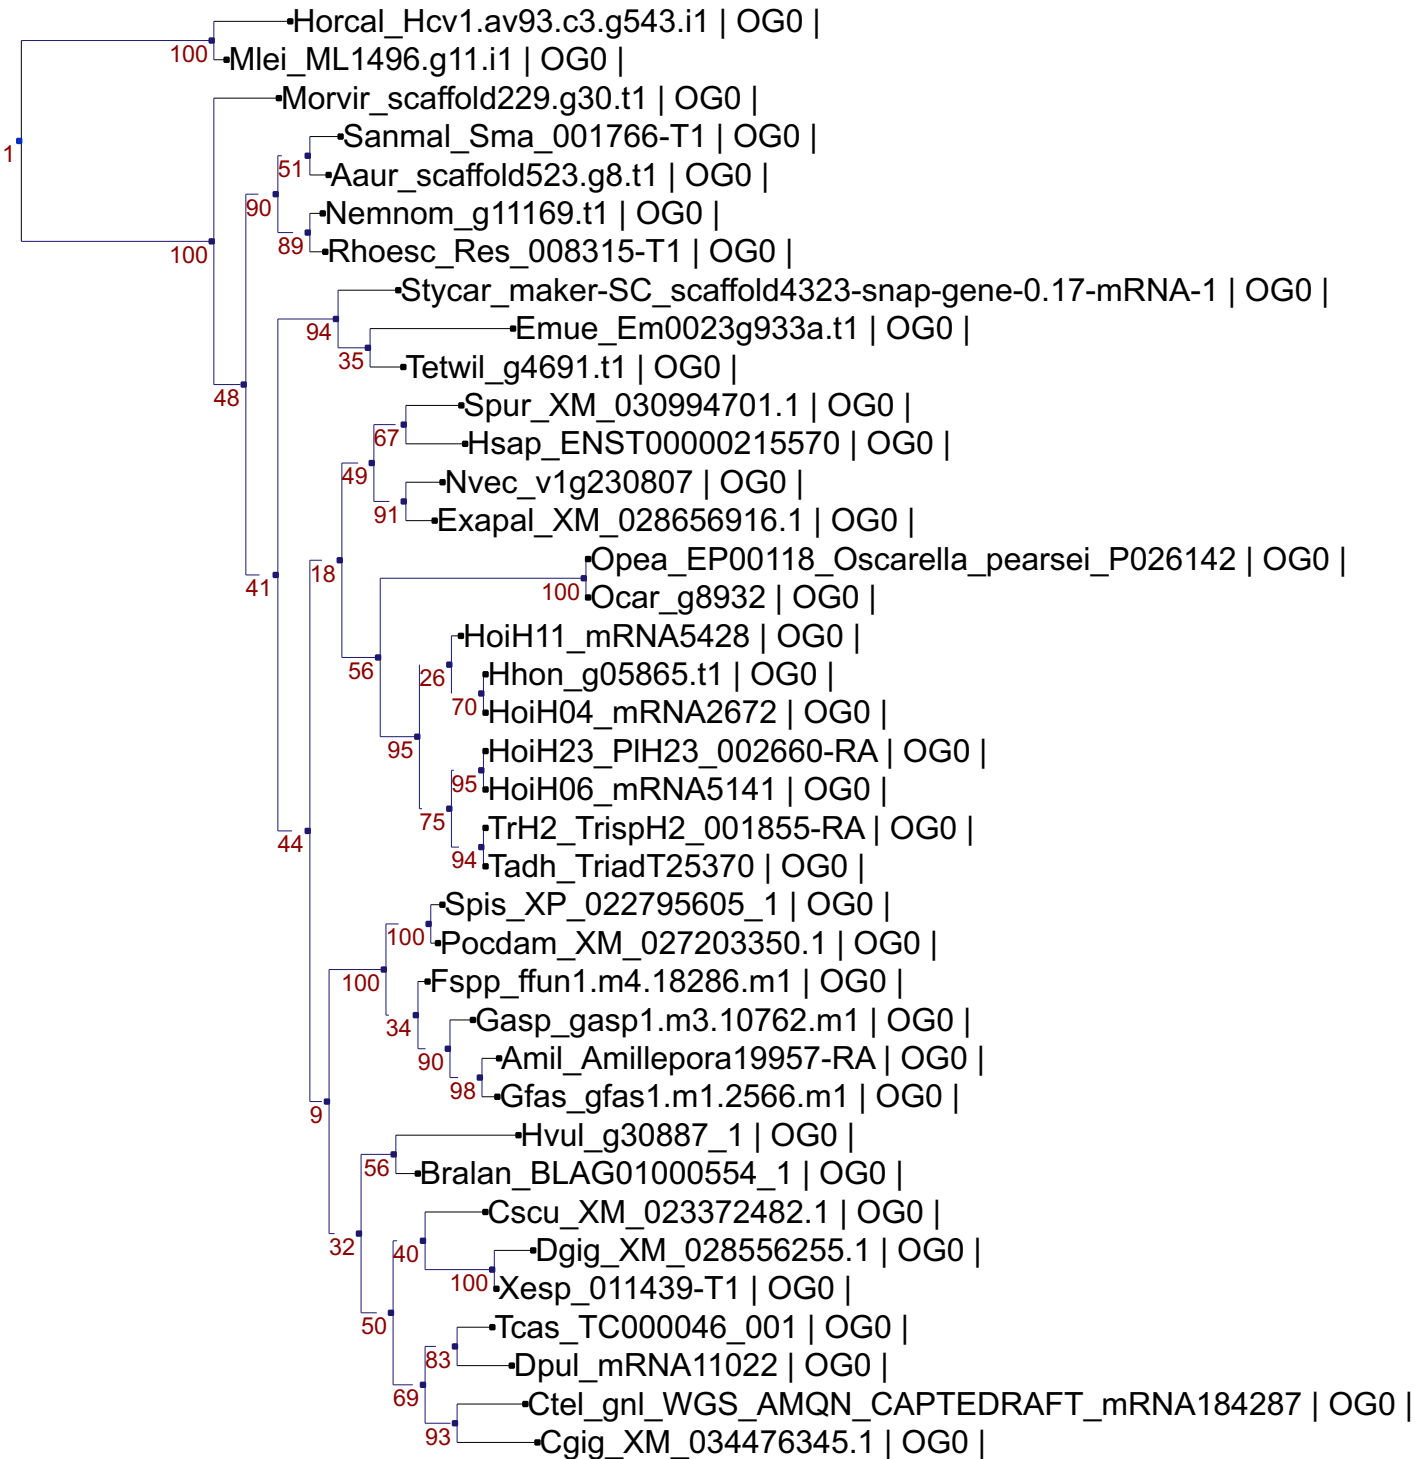 Horcal_Hcv1.av93.c3.g543.i1 | OG0 |
100
Mlei_ML1496.g11.i1 | OG0 |
Morvir_scaffold229.g30.t1 | OG0 |
Sanmal_Sma_001766-T1 | OG0 |
1
51
Aaur_scaffold523.g8.t1 | OG0 |
90
Nemnom_g11169.t1 | OG0 |
89
Rhoesc_Res_008315-T1 | OG0 |
100
Stycar_maker-SC_scaffold4323-snap-gene-0.17-mRNA-1 | OG0 |
94
Emue_Em0023g933a.t1 | OG0 |
35
Tetwil_g4691.t1 | OG0 |
48
Spur_XM_030994701.1 | OG0 |
67
Hsap_ENST00000215570 | OG0 |
49
Nvec_v1g230807 | OG0 |
91
Exapal_XM_028656916.1 | OG0 |
Opea_EP00118_Oscarella_pearsei_P026142 | OG0 |
18
41
100
Ocar_g8932 | OG0 |
HoiH11_mRNA5428 | OG0 |
56
26
Hhon_g05865.t1 | OG0 |
70
HoiH04_mRNA2672 | OG0 |
95
HoiH23_PlH23_002660-RA | OG0 |
95
HoiH06_mRNA5141 | OG0 |
75
TrH2_TrispH2_001855-RA | OG0 |
44
94
Tadh_TriadT25370 | OG0 |
Spis_XP_022795605_1 | OG0 |
100
Pocdam_XM_027203350.1 | OG0 |
100
Fspp_ffun1.m4.18286.m1 | OG0 |
34
Gasp_gasp1.m3.10762.m1 | OG0 |
90
Amil_Amillepora19957-RA | OG0 |
98
Gfas_gfas1.m1.2566.m1 | OG0 |
9
Hvul_g30887_1 | OG0 |
56
Bralan_BLAG01000554_1 | OG0 |
Cscu_XM_023372482.1 | OG0 |
32
40
Dgig_XM_028556255.1 | OG0 |
100
Xesp_011439-T1 | OG0 |
50
Tcas_TC000046_001 | OG0 |
83
Dpul_mRNA11022 | OG0 |
69
Ctel_gnl_WGS_AMQN_CAPTEDRAFT_mRNA184287 | OG0 |
93
Cgig_XM_034476345.1 | OG0 |